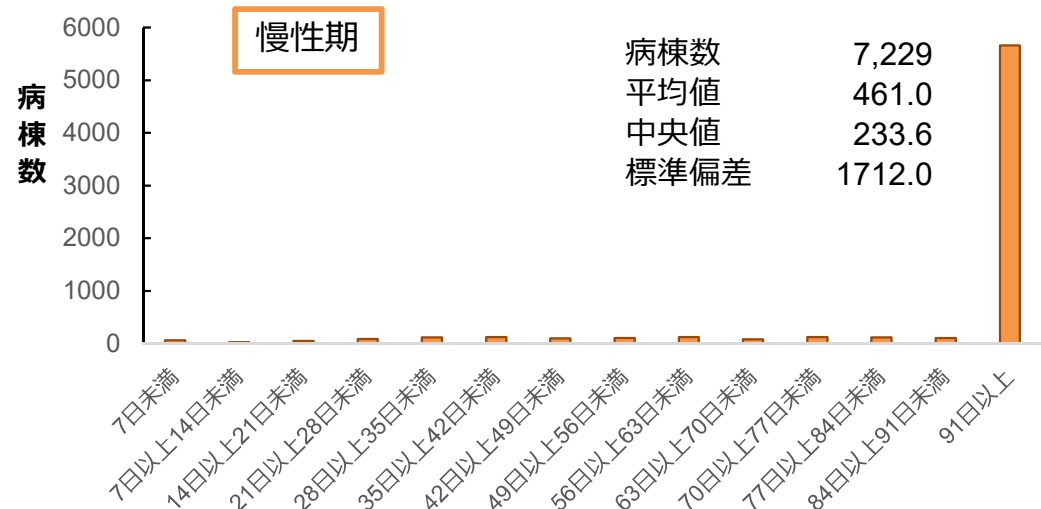 慢性期
病棟数 7,229
平均値 461.0
中央値 233.6
標準偏差 1712.0
病棟数
6000
5000
4000
3000
2000
1000
0
7日未満
7日以上14日未満
14日以上21日未満
21日以上28日未満
28日以上35日未満
35日以上42日未満
42日以上49日未満
49日以上56日未満
56日以上63日未満
63日以上70日未満
70日以上77日未満
77日以上84日未満
84日以上91日未満
91日以上